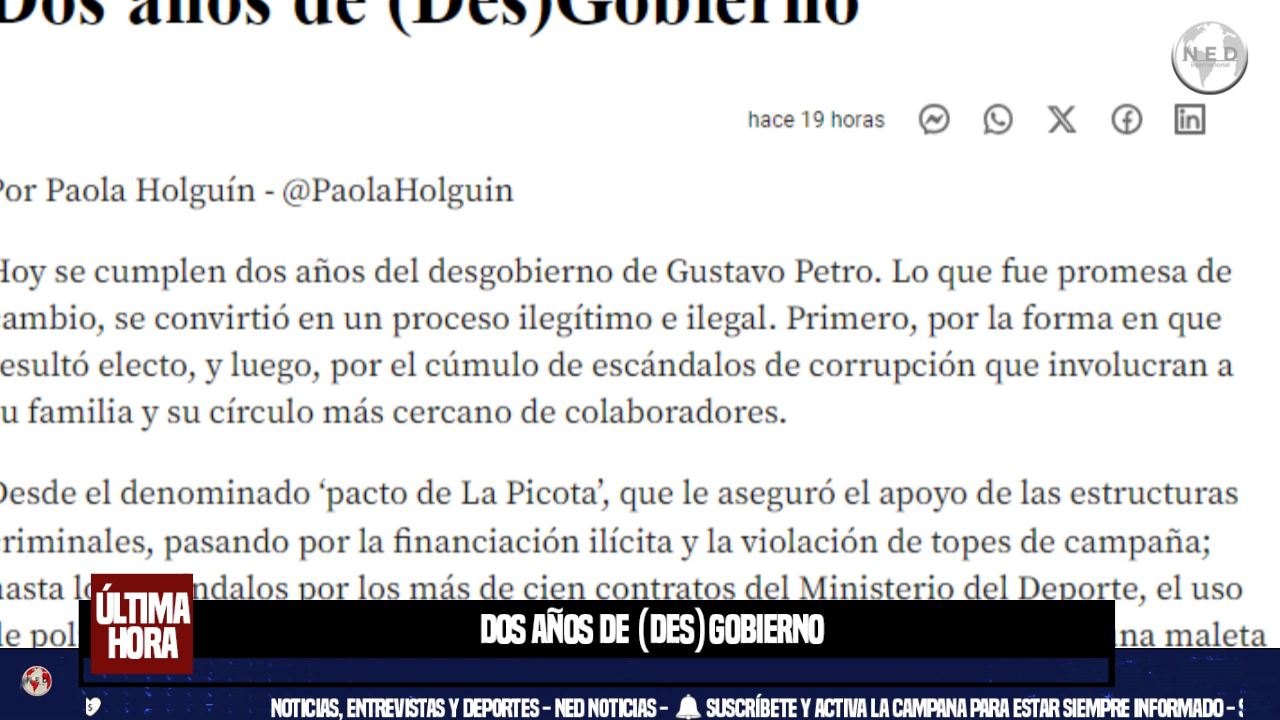 Dos años de (Des)Gobierno
NED
international
hace 19 horas
Por Paola Holguín - @PaolaHolguin
Hoy se cumplen dos años del desgobierno de Gustavo Petro. Lo que fue promesa de
cambio, se convirtió en un proceso ilegítimo e ilegal. Primero, por la forma en que
resultó electo, y luego, por el cúmulo de escándalos de corrupción que involucran a
su familia y su círculo más cercano de colaboradores.
Desde el denominado ‘pacto de La Picota’, que le aseguró el apoyo de las estructuras
criminales, pasando por la financiación ilícita y la violación de topes de campaña;
hasta los escándalos por los más de cien contratos del Ministerio del Deporte, el uso
de una maleta
ÚLTIMA
HORA
DOS AÑOS DE (DES)GOBIERNO
NOTICIAS, ENTREVISTAS Y DEPORTES - NED NOTICIAS - SUSCRÍBETE Y ACTIVA LA CAMPANA PARA ESTAR SIEMPRE INFORMADO -